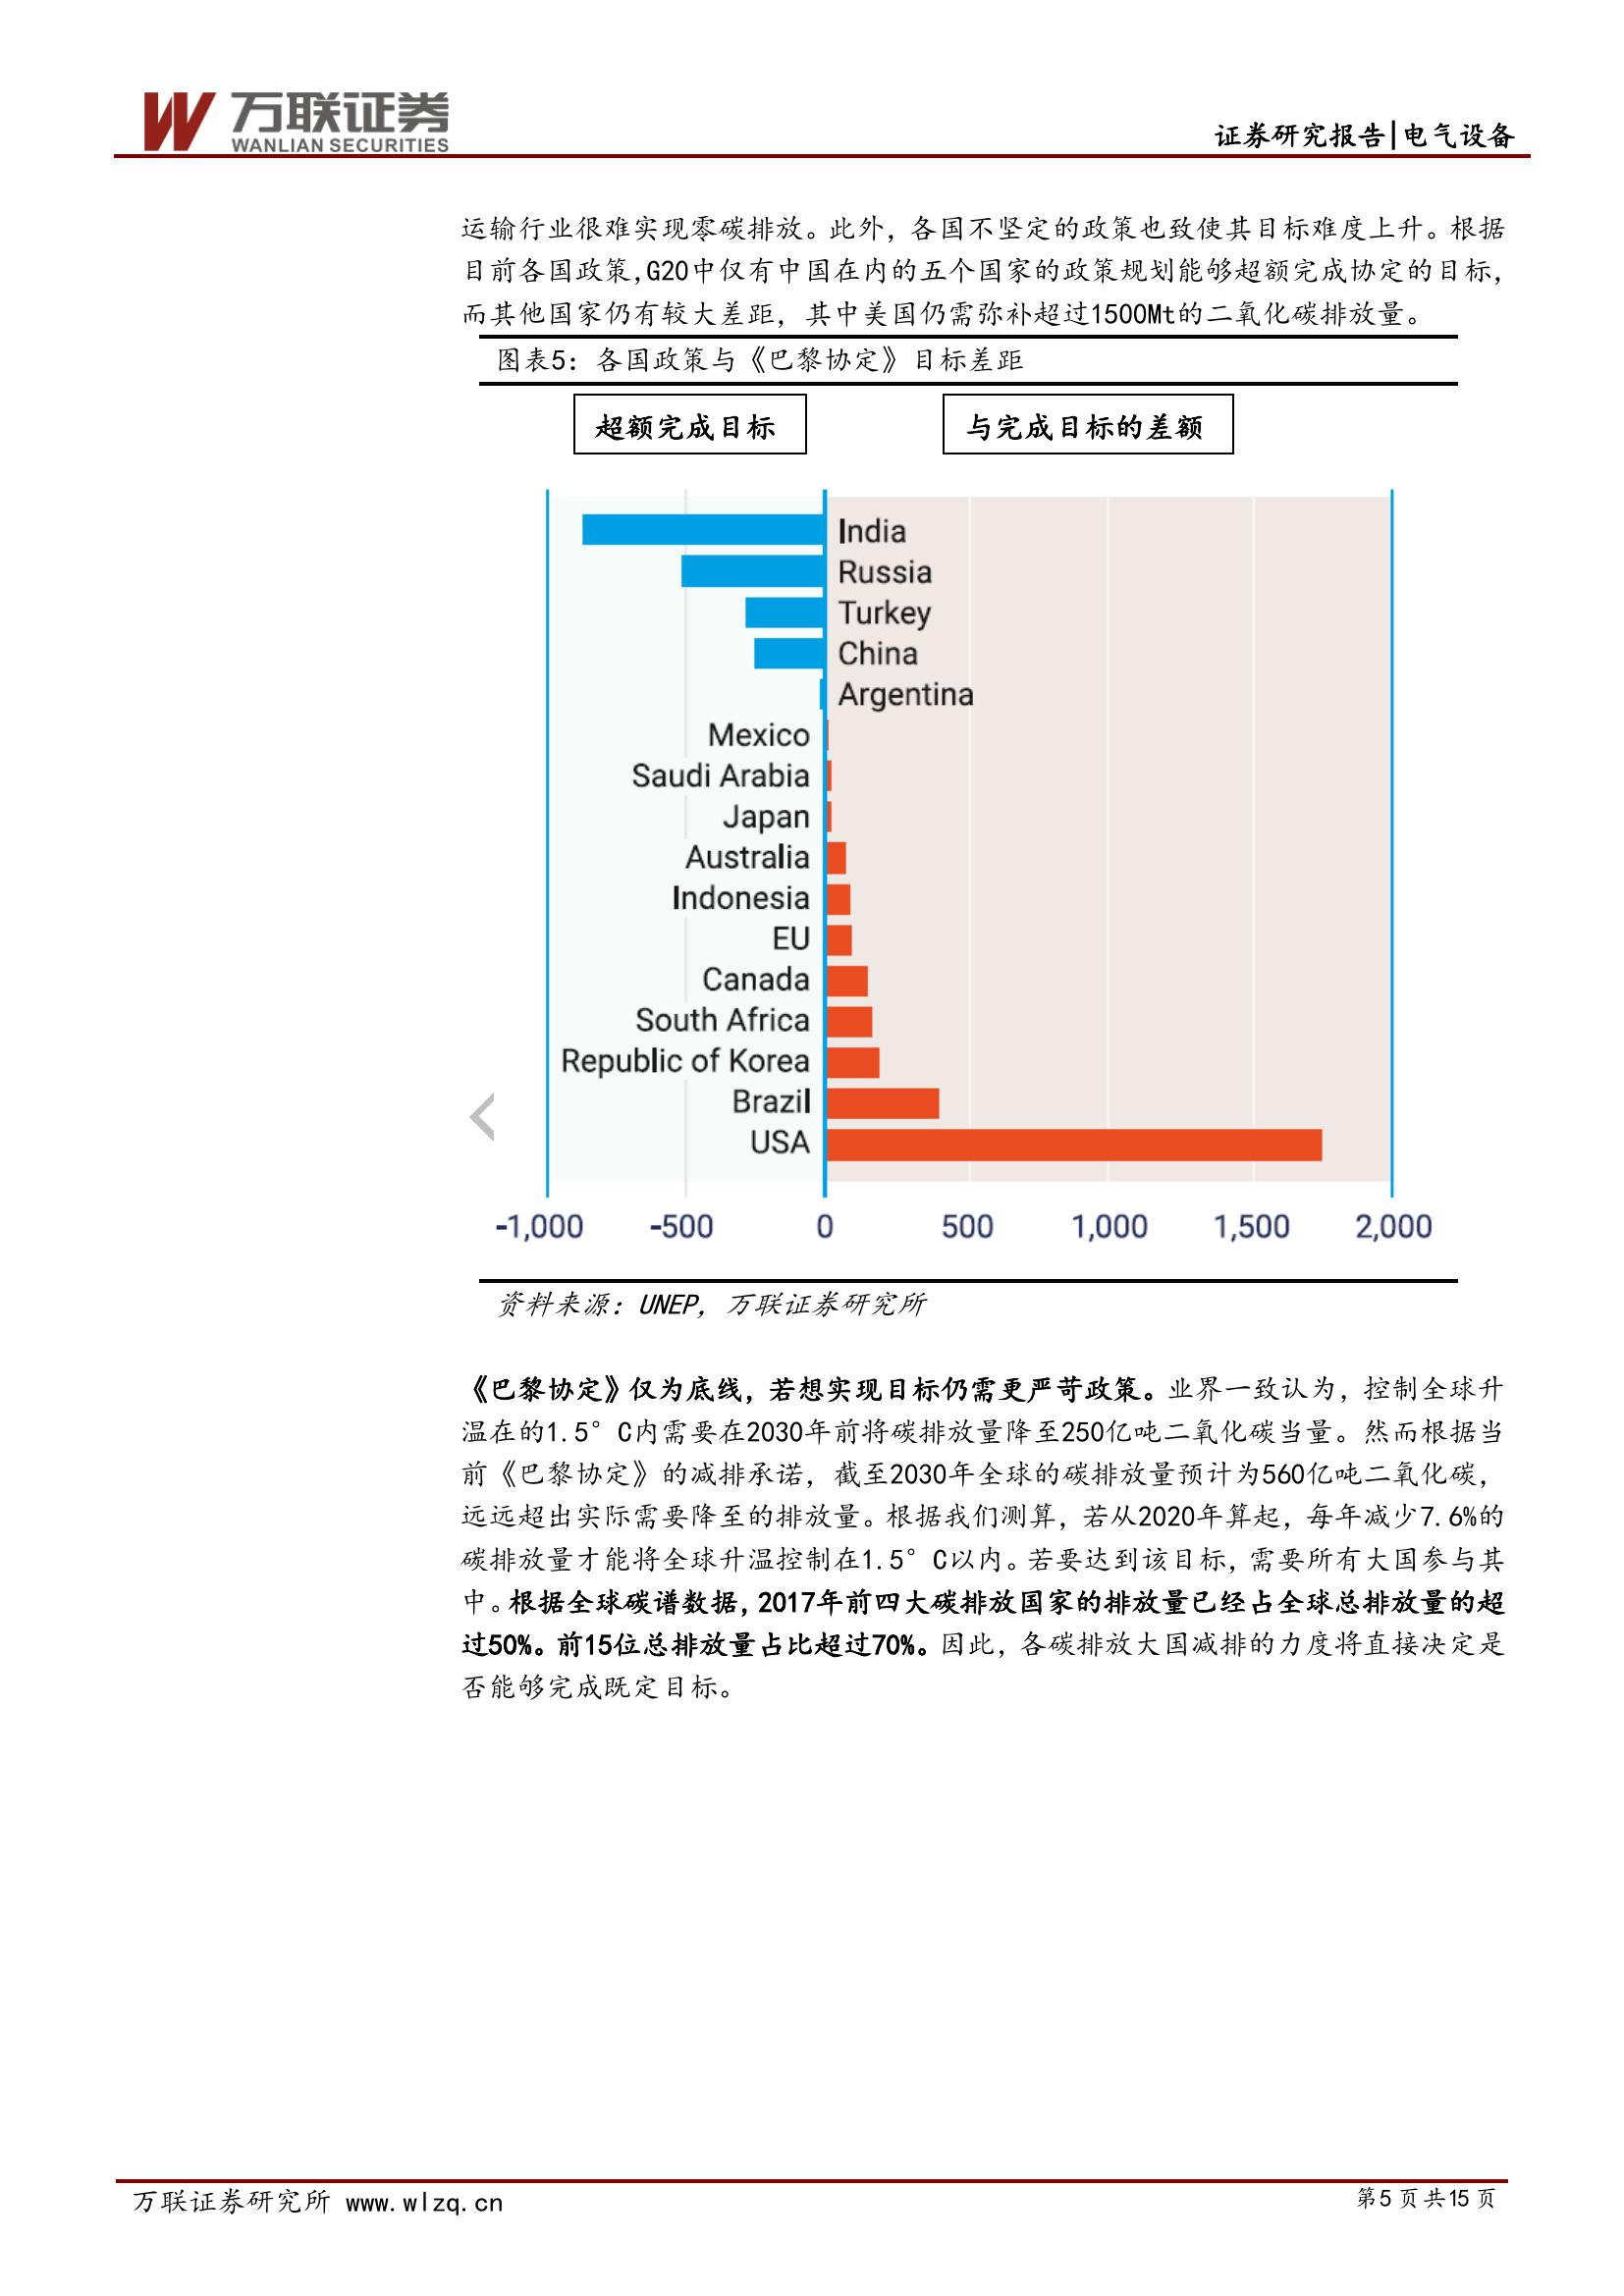 万联证券
WANLIAN SECURITIES
证券研究报告|电气设备
运输行业很难实现零碳排放。此外，各国不坚定的政策也致使其目标难度上升。根据
目前各国政策，G20中仅有中国在内的五个国家的政策规划能够超额完成协定的目标，
而其他国家仍有较大差距，其中美国仍需弥补超过1500Mt的二氧化碳排放量。
图表5：各国政策与《巴黎协定》目标差距
超额完成目标 与完成目标的差额
India
Russia
Turkey
China
Argentina
Mexico
Saudi Arabia
Japan
Australia
Indonesia
EU
Canada
South Africa
Republic of Korea
Brazil
USA
-1,000 -500 0 500 1,000 1,500 2,000
资料来源：UNEP，万联证券研究所
《巴黎协定》仅为底线，若想实现目标仍需更严苛政策。业界一致认为，控制全球升
温在的1.5°C内需要在2030年前将碳排放量降至250亿吨二氧化碳当量。然而根据当
前《巴黎协定》的减排承诺，截至2030年全球的碳排放量预计为560亿吨二氧化碳，
远远超出实际需要降至的排放量。根据我们测算，若从2020年算起，每年减少7.6%的
碳排放量才能将全球升温控制在1.5°C以内。若要达到该目标，需要所有大国参与其
中。根据全球碳谱数据，2017年前四大碳排放国家的排放量已经占全球总排放量的超
过50%。前15位总排放量占比超过70%。因此，各碳排放大国减排的力度将直接决定是
否能够完成既定目标。
万联证券研究所 www.wlzq.cn
第5页共15页